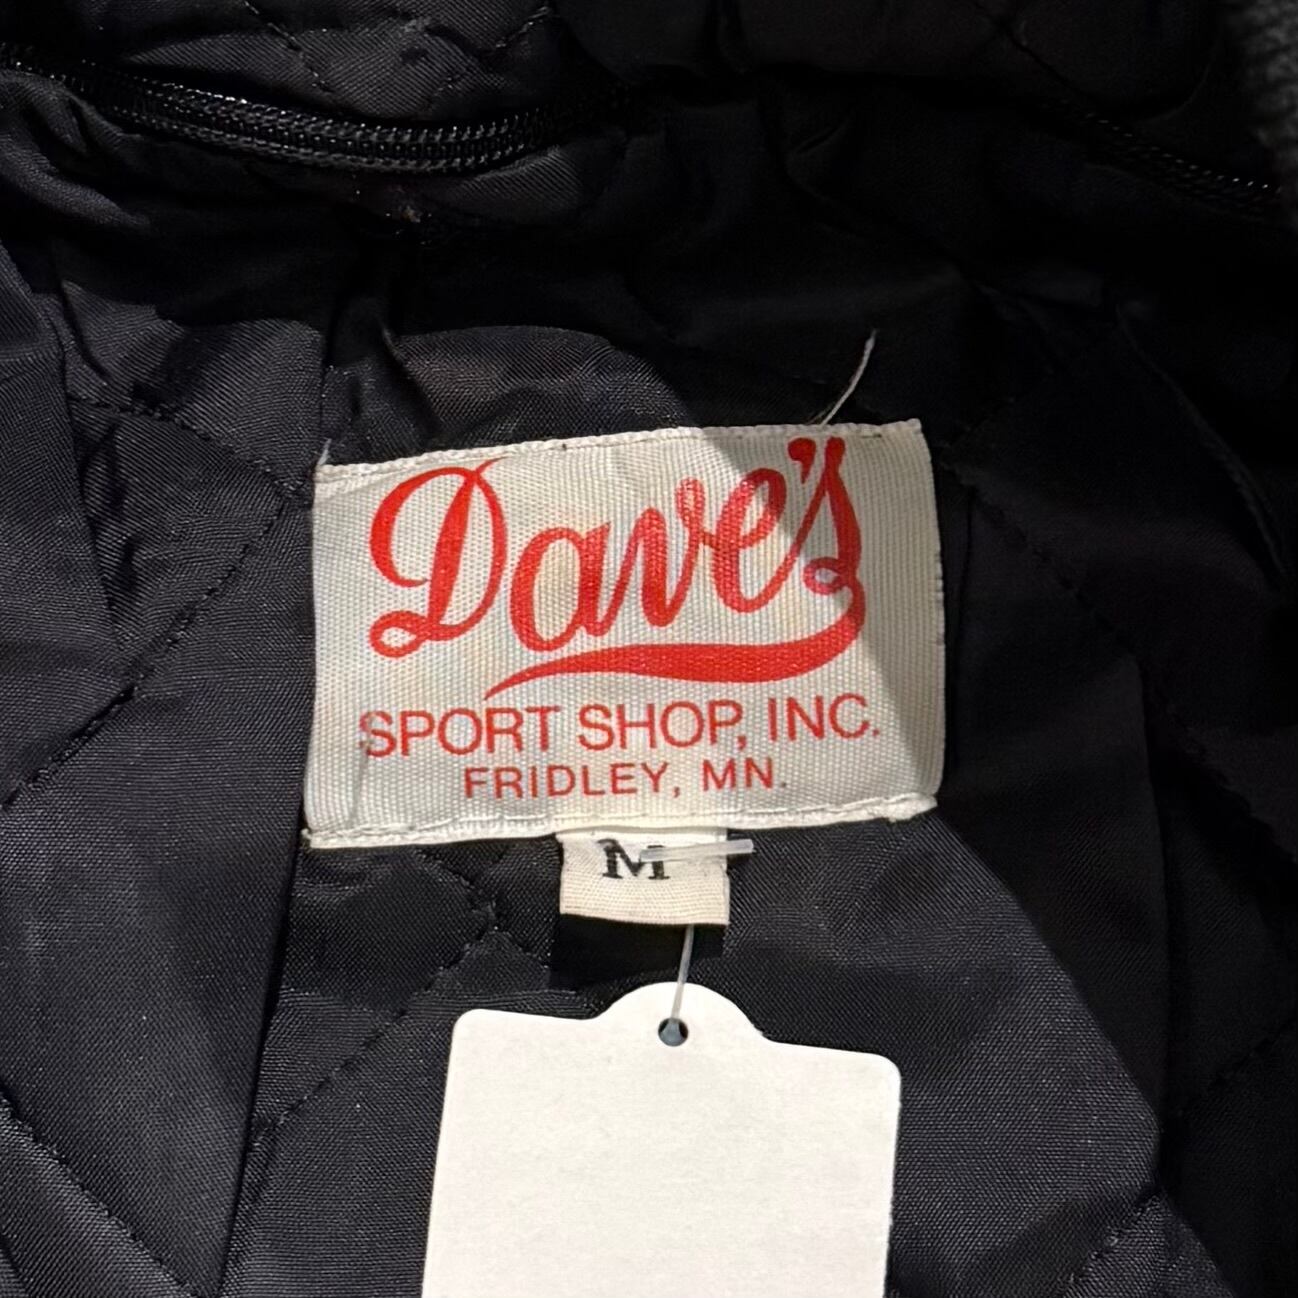 Dave's
SPORT SHOP, INC.
FRIDLEY, MN.
M